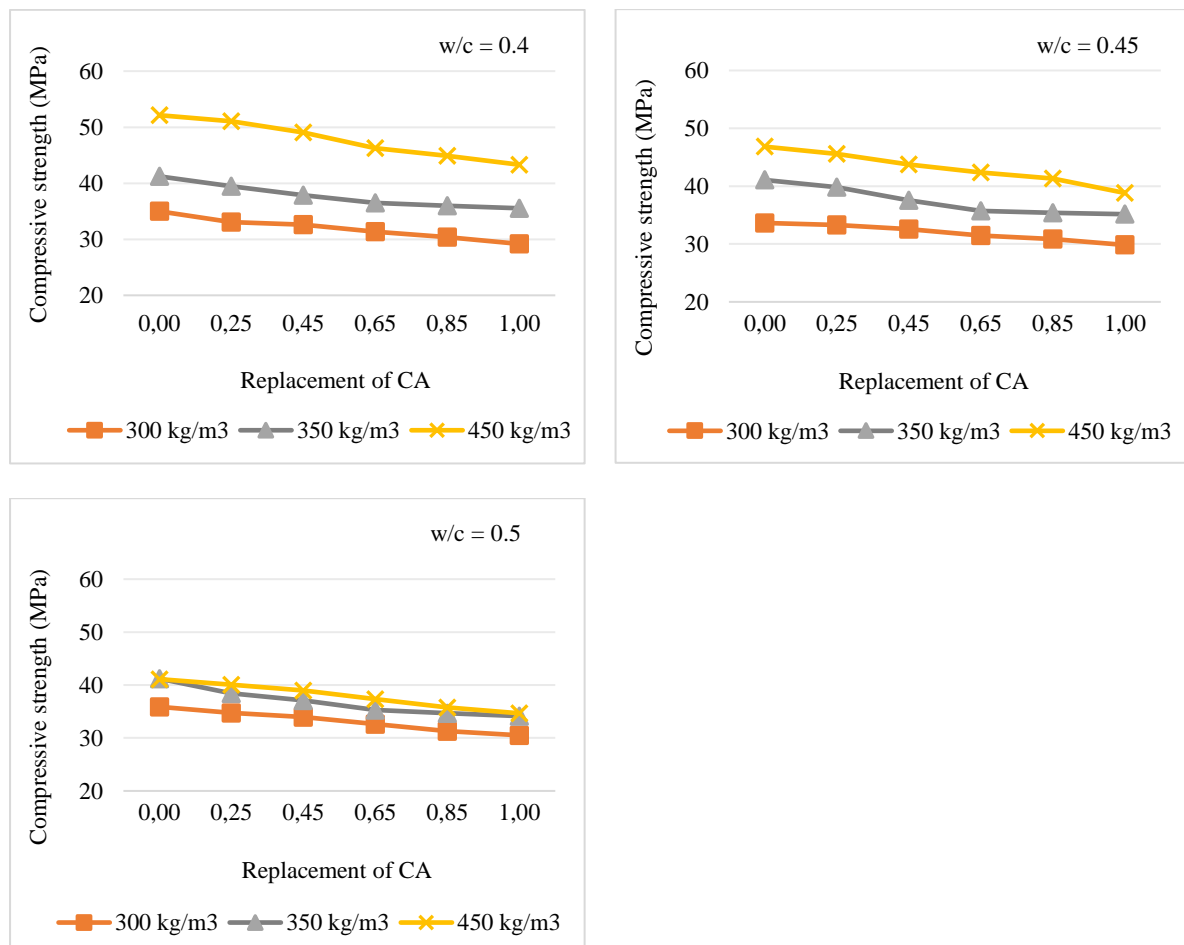 w/c = 0.4
Compressive strength (MPa)
60
50
40
30
20
0,00 0,25 0,45 0,65 0,85 1,00
Replacement of CA
300 kg/m3 350 kg/m3 450 kg/m3
w/c = 0.45
Compressive strength (MPa)
60
50
40
30
20
0,00 0,25 0,45 0,65 0,85 1,00
Replacement of CA
300 kg/m3 350 kg/m3 450 kg/m3
w/c = 0.5
Compressive strength (MPa)
60
50
40
30
20
0,00 0,25 0,45 0,65 0,85 1,00
Replacement of CA
300 kg/m3 350 kg/m3 450 kg/m3